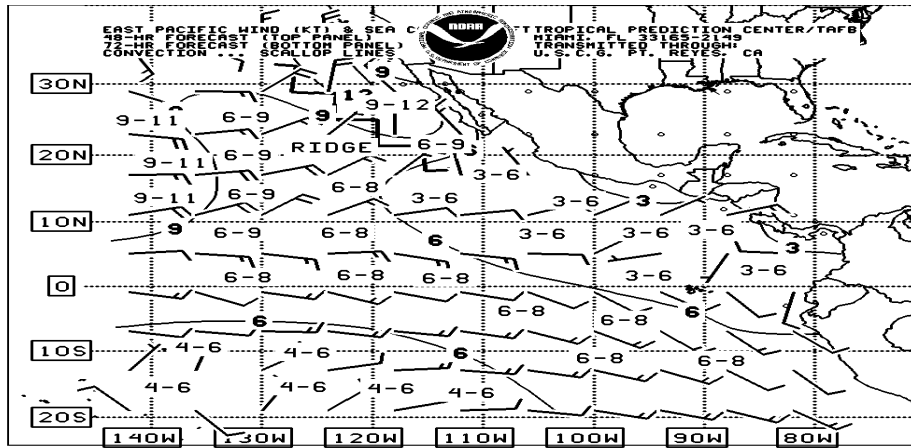 EAST PACIFIC WIND (KT) & SEA
TROPICAL PREDICTION CENTER/TAFB
48-HR FORECAST (TOP PANEL)
MIAMI, FL 33165-2149
72-HR FORECAST (BOTTOM PANEL)
TRANSMITTED THROUGH:
CONVECTION ... SCALLOP LINES
U.S.C.G. PT. REYES, CA
NOAA
9
30N
9-12
9-11 6-9 9
RIDGE 6-9
20N
9-11 6-9
3-6
9-11 6-9 6-8 3-6 3-6 3
10N
9 6-9 6-8 6 3-6 3-6 3-6 3
6-8 6-8 6-8 3-6 3-6
0
6-8 6-8 6
6
10S
4-6 6 6-8 6-8
4-6 4-6 4-6 4-6
20S
140W 130W 120W 110W 100W 90W 80W